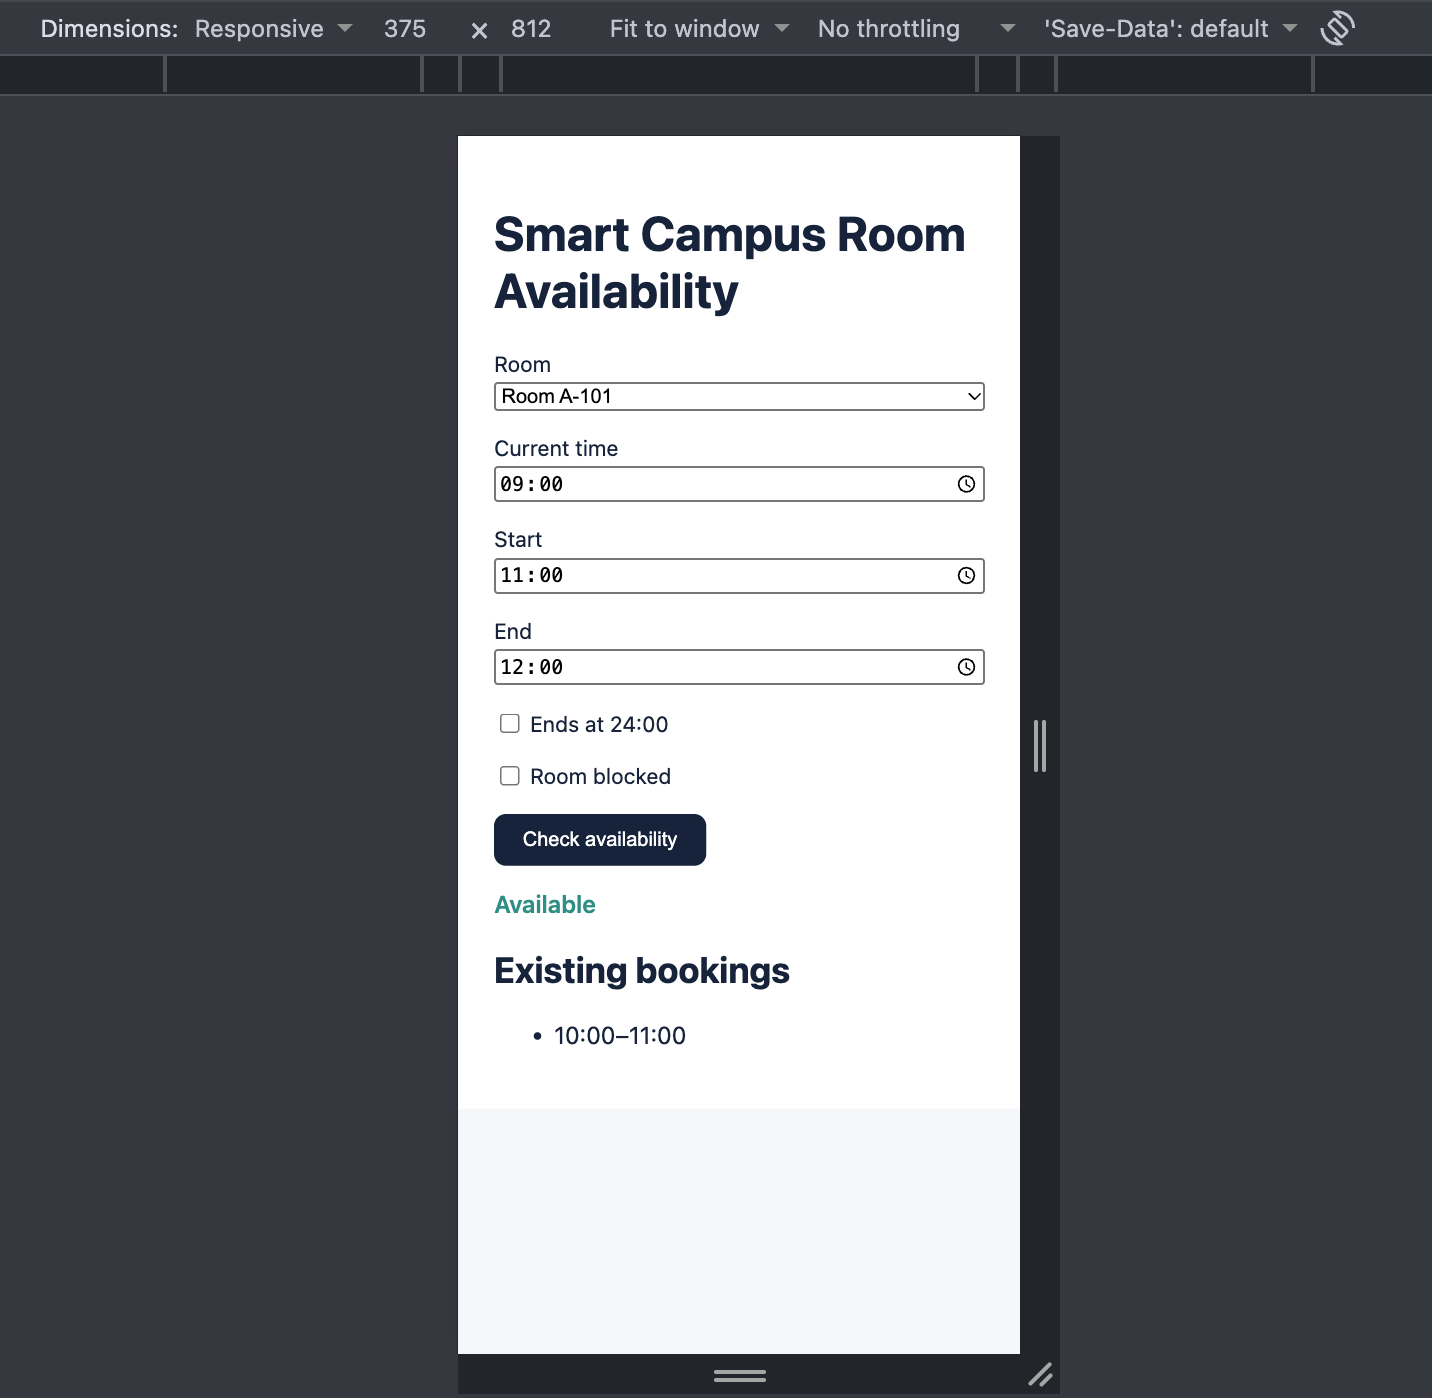 Dimensions: Responsive 375 × 812 Fit to window No throttling 'Save-Data': default
Smart Campus Room
Availability
Room
Room A-101
Current time
09:00
Start
11:00
End
12:00
Ends at 24:00
Room blocked
Check availability
Available
Existing bookings
• 10:00–11:00